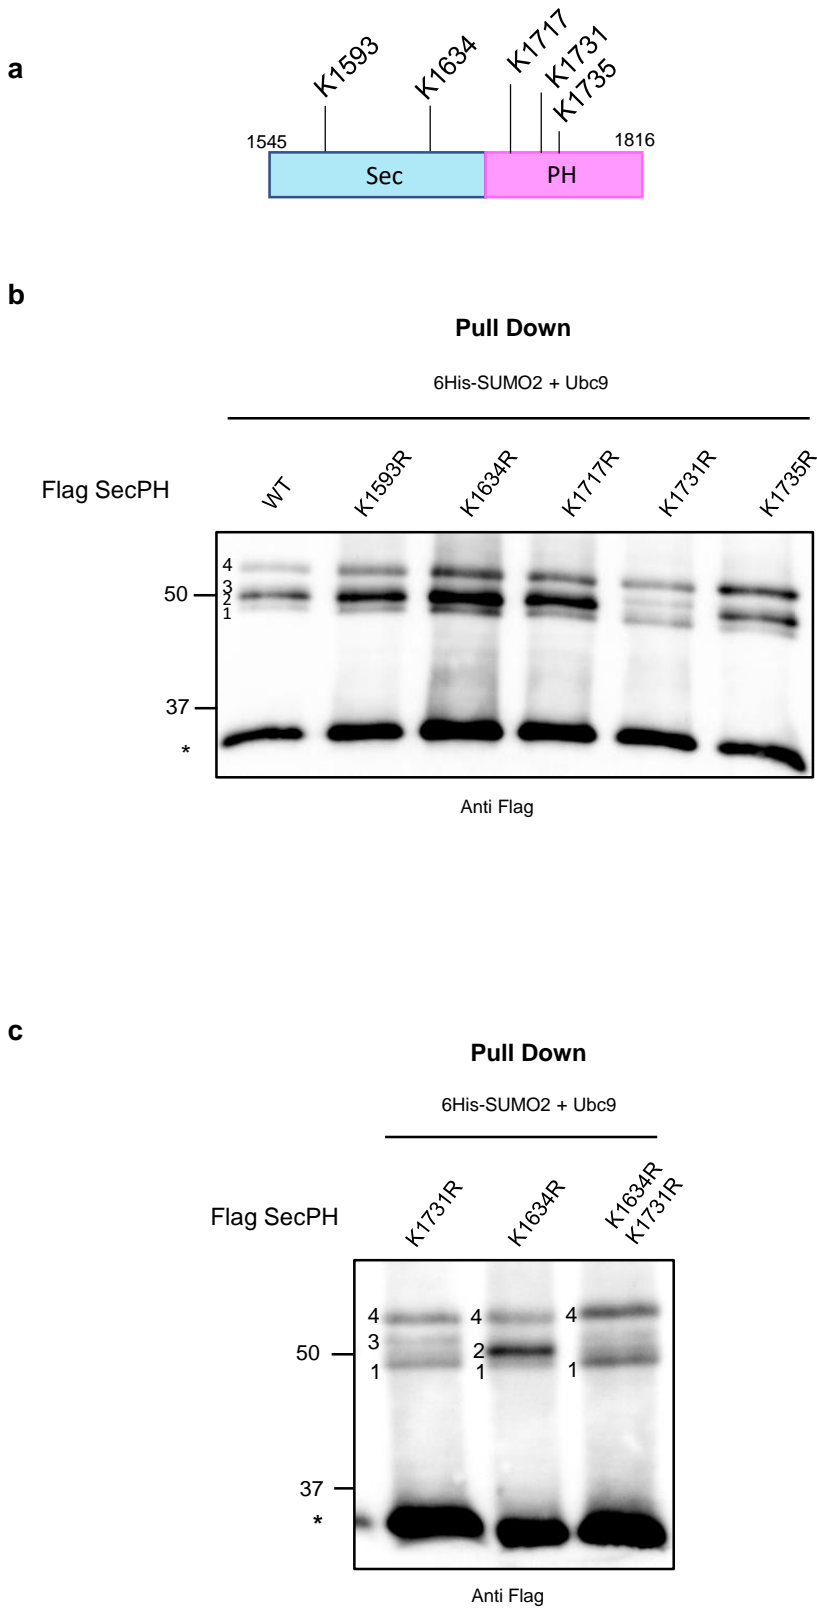 a
K1593
K1634
K1717
K1731
K1735
1545
1816
Sec
PH
b
Pull Down
6His-SUMO2 + Ubc9
Flag SecPH
WT
K1593R
K1634R
K1717R
K1731R
K1735R
4
3
50
2
1
37
*
Anti Flag
c
Pull Down
6His-SUMO2 + Ubc9
Flag SecPH
K1731R
K1634R
K1634R
K1731R
4 4 4
3
50 2
1 1 1
37
*
Anti Flag